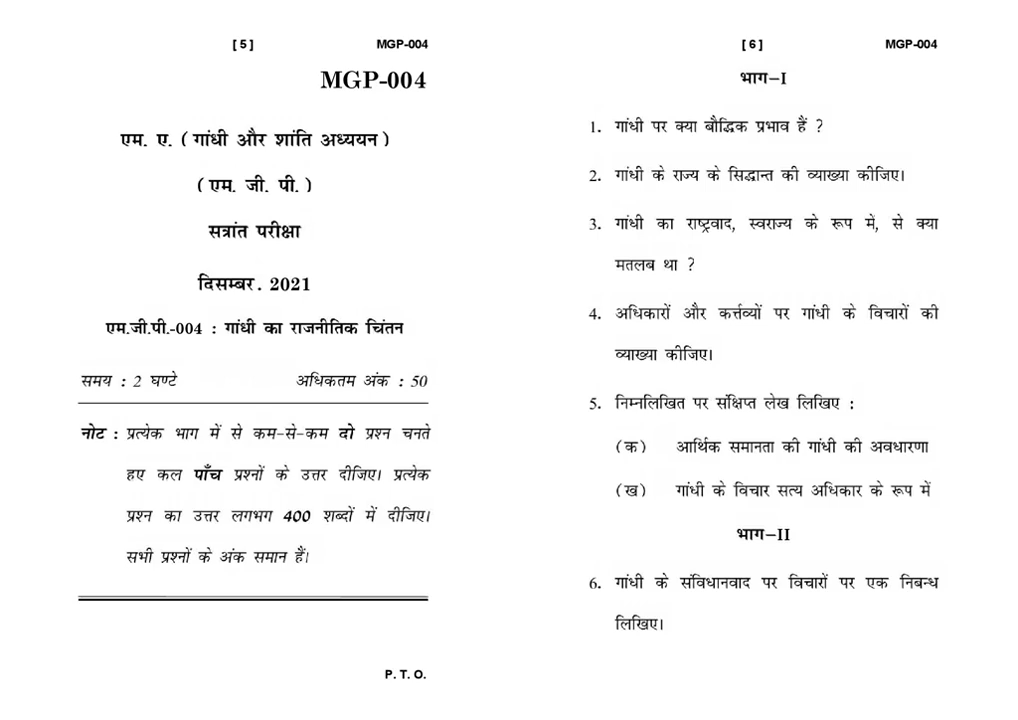 [ 5 ] MGP-004
MGP-004
एम. ए. ( गांधी और शांति अध्ययन )
( एम. जी. पी. )
सत्रांत परीक्षा
दिसम्बर, 2021
एम.जी.पी.-004 : गांधी का राजनीतिक चिंतन
समय : 2 घण्टे अधिकतम अंक : 50
नोट : प्रत्येक भाग में से कम-से-कम दो प्रश्न चनते
हए कल पाँच प्रश्नों के उत्तर दीजिए। प्रत्येक
प्रश्न का उत्तर लगभग 400 शब्दों में दीजिए।
सभी प्रश्नों के अंक समान हैं।
P. T. O.
[ 6 ] MGP-004
भाग–I
1. गांधी पर क्या बौद्धिक प्रभाव हैं ?
2. गांधी के राज्य के सिद्धान्त की व्याख्या कीजिए।
3. गांधी का राष्ट्रवाद, स्वराज्य के रूप में, से क्या
मतलब था ?
4. अधिकारों और कर्त्तव्यों पर गांधी के विचारों की
व्याख्या कीजिए।
5. निम्नलिखित पर संक्षिप्त लेख लिखिए :
(क) आर्थिक समानता की गांधी की अवधारणा
(ख) गांधी के विचार सत्य अधिकार के रूप में
भाग–II
6. गांधी के संविधानवाद पर विचारों पर एक निबन्ध
लिखिए।